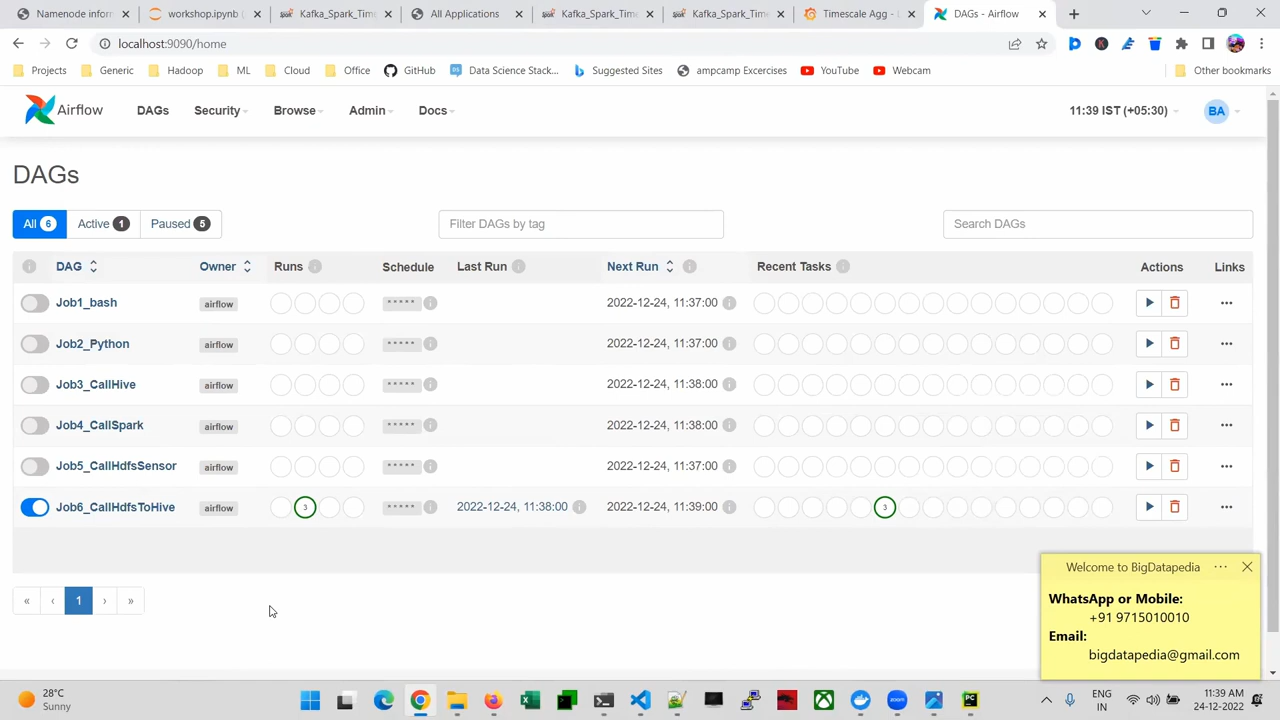 Namenode inform
workshop.ipynb
Kafka_Spark_Time
All Applications
Kafka_Spark_Time
Kafka_Spark_Time
Timescale Agg - L
DAGs - Airflow
localhost:9090/home
Projects
Generic
Hadoop
ML
Cloud
Office
GitHub
Data Science Stack...
Suggested Sites
ampcamp Excercises
YouTube
Webcam
Other bookmarks
Airflow
DAGs
Security
Browse
Admin
Docs
11:39 IST (+05:30)
BA
DAGs
All 6
Active 1
Paused 5
Filter DAGs by tag
Search DAGs
DAG Owner Runs Schedule Last Run Next Run Recent Tasks Actions Links
Job1_bash airflow ***** 2022-12-24, 11:37:00
Job2_Python airflow ***** 2022-12-24, 11:37:00
Job3_CallHive airflow ***** 2022-12-24, 11:38:00
Job4_CallSpark airflow ***** 2022-12-24, 11:38:00
Job5_CallHdfsSensor airflow ***** 2022-12-24, 11:37:00
Job6_CallHdfsToHive airflow 3 ***** 2022-12-24, 11:38:00 2022-12-24, 11:39:00 3
« ‹ 1 › »
Welcome to BigDatapedia
WhatsApp or Mobile:
+91 9715010010
Email:
bigdatapedia@gmail.com
28°C
Sunny
ENG
IN
11:39 AM
24-12-2022